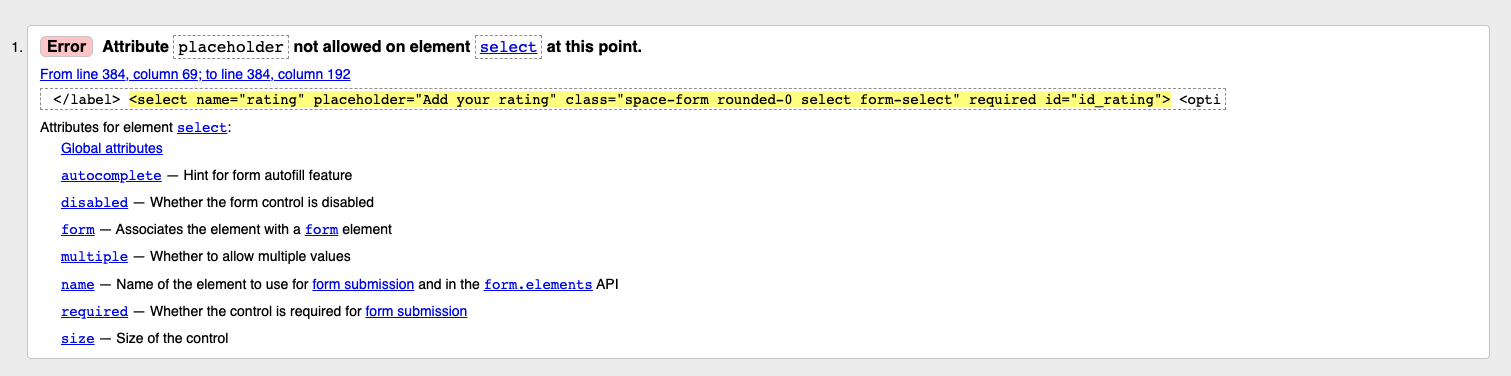 1. Error Attribute placeholder not allowed on element select at this point.
From line 384, column 69; to line 384, column 192
</label> <select name="rating" placeholder="Add your rating" class="space-form rounded-0 select form-select" required id="id_rating"> <opti
Attributes for element select:
Global attributes
autocomplete — Hint for form autofill feature
disabled — Whether the form control is disabled
form — Associates the element with a form element
multiple — Whether to allow multiple values
name — Name of the element to use for form submission and in the form.elements API
required — Whether the control is required for form submission
size — Size of the control